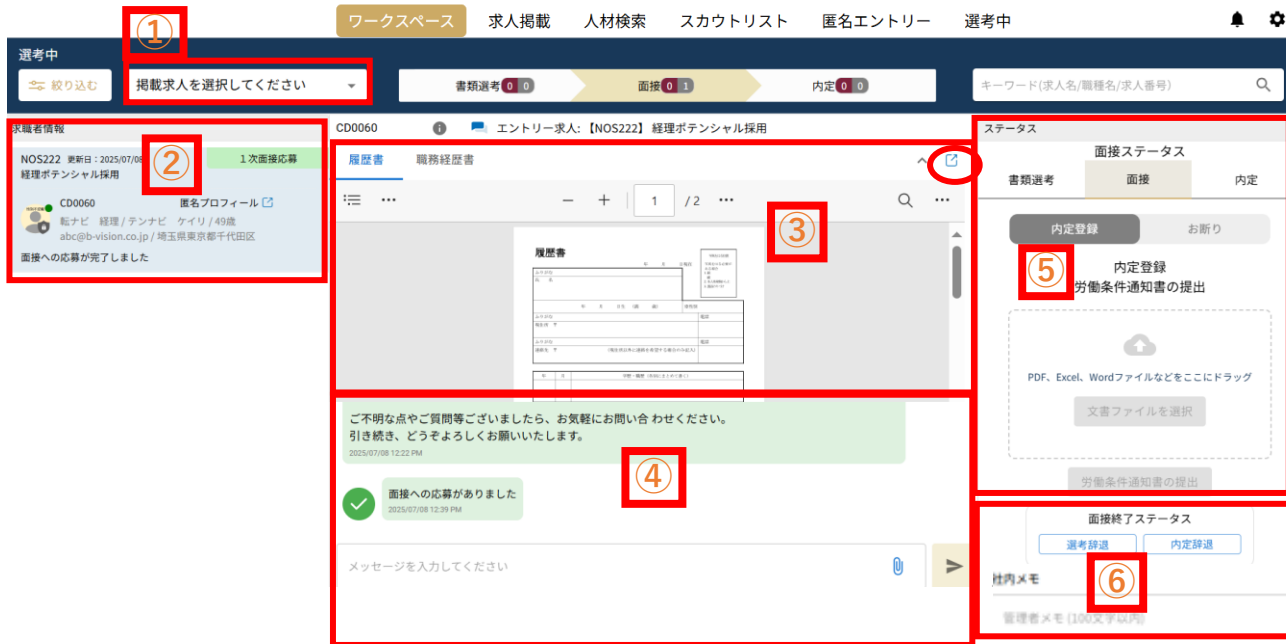 ワークスペース 求人掲載 人材検索 スカウトリスト 匿名エントリー 選考中
①
選考中
絞り込む 掲載求人を選択してください 書類選考 0 0 面接 0 1 内定 0 0 キーワード(求人名/職種名/求人番号)
求職者情報
②
NOS222 更新日：2025/07/08 1次面接応募
経理ポテンシャル採用
CD0060 匿名プロフィール
転ナビ 経理 / テンナビ ケイリ / 49歳
abc@b-vision.co.jp / 埼玉県東京都千代田区
面接への応募が完了しました
CD0060 エントリー求人:【NOS222】経理ポテンシャル採用
履歴書 職務経歴書
1 / 2
③
履歴書
ご不明な点やご質問等ございましたら、お気軽にお問い合 わせください。
引き続き、どうぞよろしくお願いいたします。
2025/07/08 12:22 PM
④
面接への応募がありました
2025/07/08 12:39 PM
メッセージを入力してください
ステータス
面接ステータス
書類選考 面接 内定
内定登録 お断り
⑤
内定登録
労働条件通知書の提出
PDF、Excel、Wordファイルなどをここにドラッグ
文書ファイルを選択
労働条件通知書の提出
面接終了ステータス
選考辞退 内定辞退
⑥
社内メモ
管理者メモ (100文字以内)